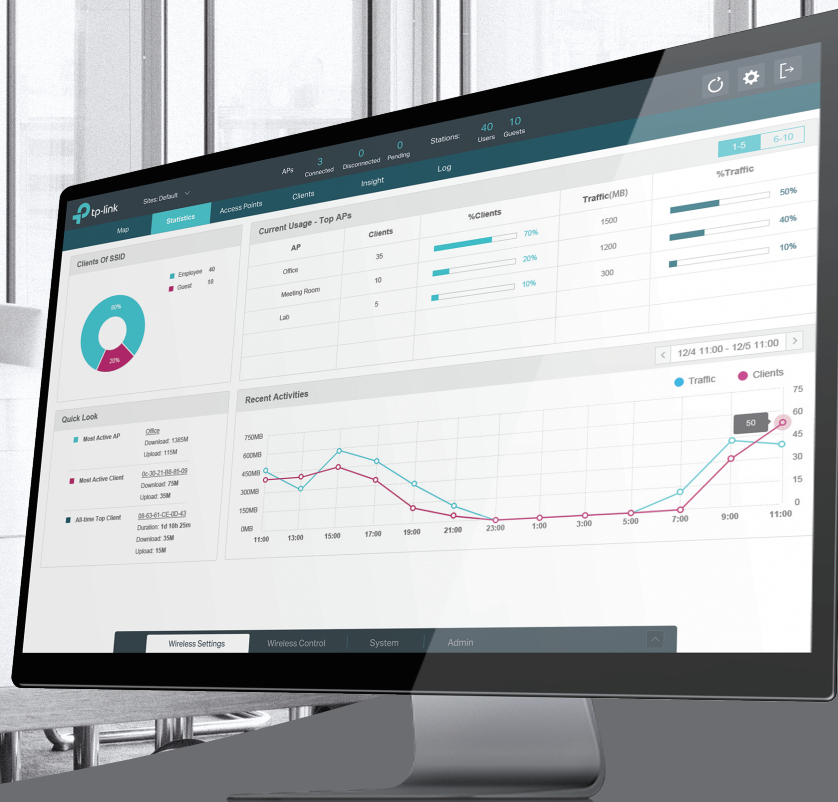 tp-link
Sites: Default
APs
3
Connected
0
Disconnected
0
Pending
Stations:
40
Users
10
Guests
Map
Statistics
Access Points
Clients
Insight
Log
1-5
6-10
Clients Of SSID
Employee 40
Guest 10
80%
20%
Current Usage - Top APs
AP Clients %Clients Traffic(MB) %Traffic
Office 35 70% 1500 50%
Meeting Room 10 20% 1200 40%
Lab 5 10% 300 10%
Quick Look
Most Active AP
Office
Download: 1385M
Upload: 115M
Most Active Client
0c-30-21-B8-85-09
Download: 75M
Upload: 35M
All-time Top Client
08-63-61-CE-0D-43
Duration: 1d 10h 25m
Download: 35M
Upload: 15M
Recent Activities
12/4 11:00 - 12/5 11:00
Traffic
Clients
750MB
600MB
450MB
300MB
150MB
0MB
50
75
60
45
30
15
0
11:00 13:00 15:00 17:00 19:00 21:00 23:00 1:00 3:00 5:00 7:00 9:00 11:00
Wireless Settings
Wireless Control
System
Admin